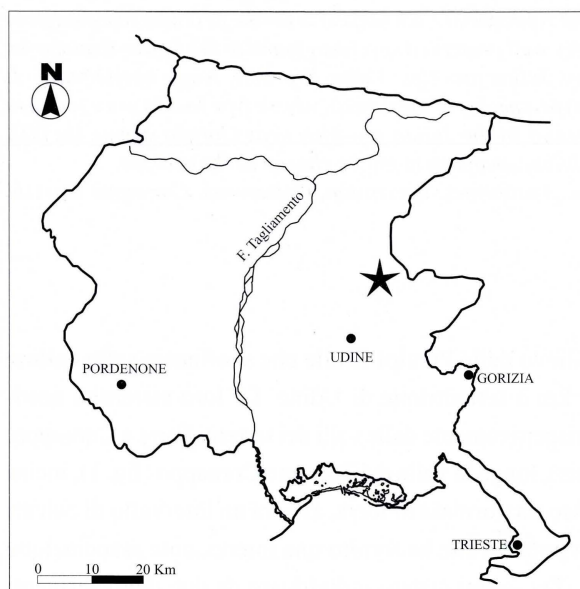 N
F. Tagliamento
UDINE
PORDENONE
GORIZIA
TRIESTE
0 10 20 Km